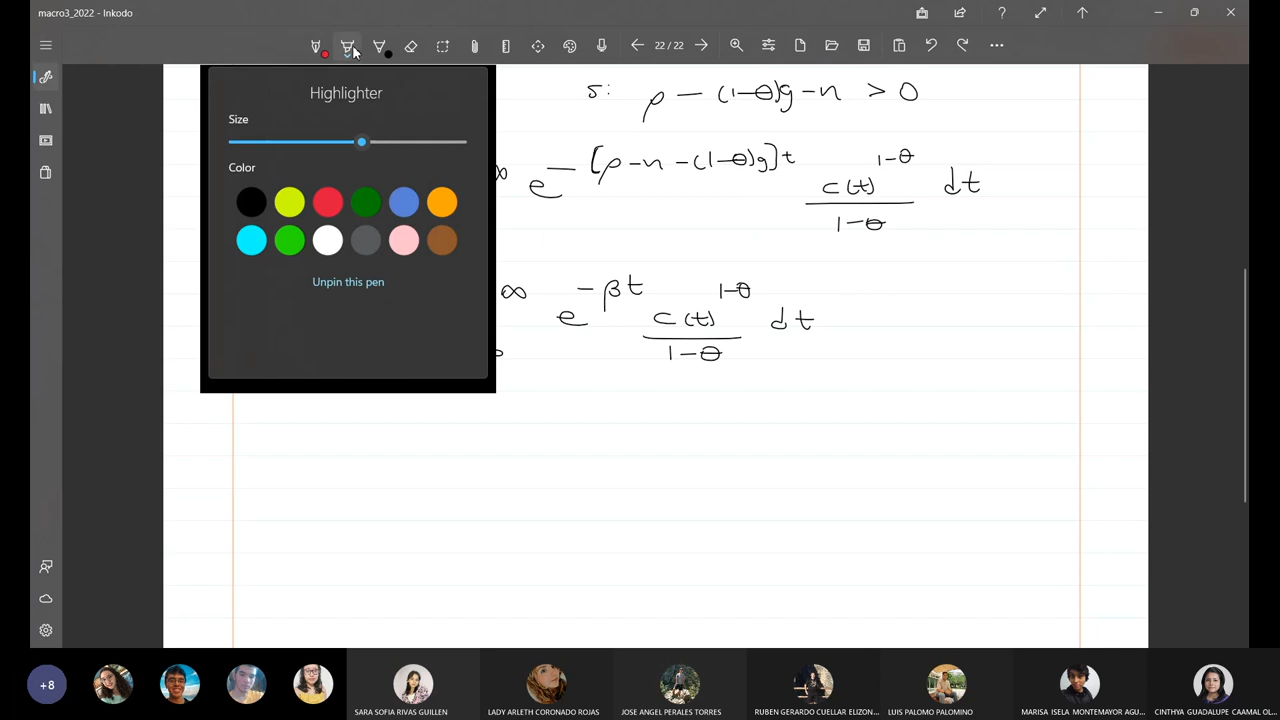 macro3_2022 - Inkodo
22 / 22
Highlighter
Size
Color
Unpin this pen
5: ρ - (1-θ)g - n > 0
∞ e^-[ρ-n-(1-θ)g]t c(t)^1-θ / 1-θ dt
∞ e^-βt c(t)^1-θ / 1-θ dt
+8
SARA SOFIA RIVAS GUILLEN
LADY ARLETH CORONADO ROJAS
JOSE ANGEL PERALES TORRES
RUBEN GERARDO CUELLAR ELIZON...
LUIS PALOMO PALOMINO
MARISA ISELA MONTEMAYOR AGU...
CINTHYA GUADALUPE CAAMAL OL...